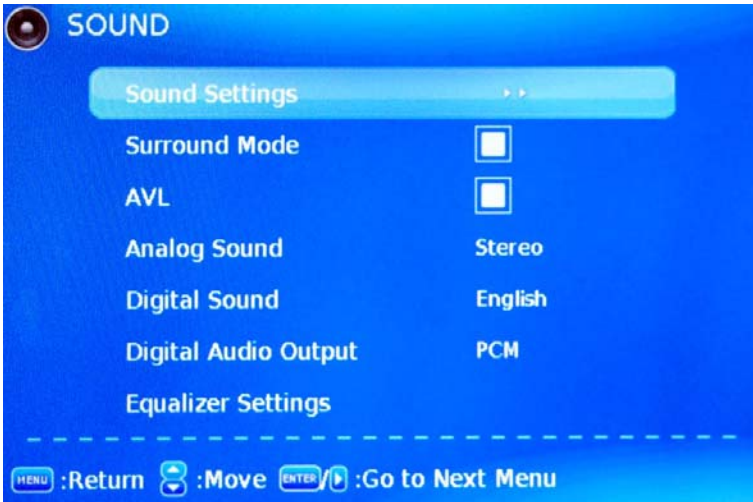 SOUND
Sound Settings
Surround Mode
AVL
Analog Sound Stereo
Digital Sound English
Digital Audio Output PCM
Equalizer Settings
MENU :Return :Move ENTER/ :Go to Next Menu